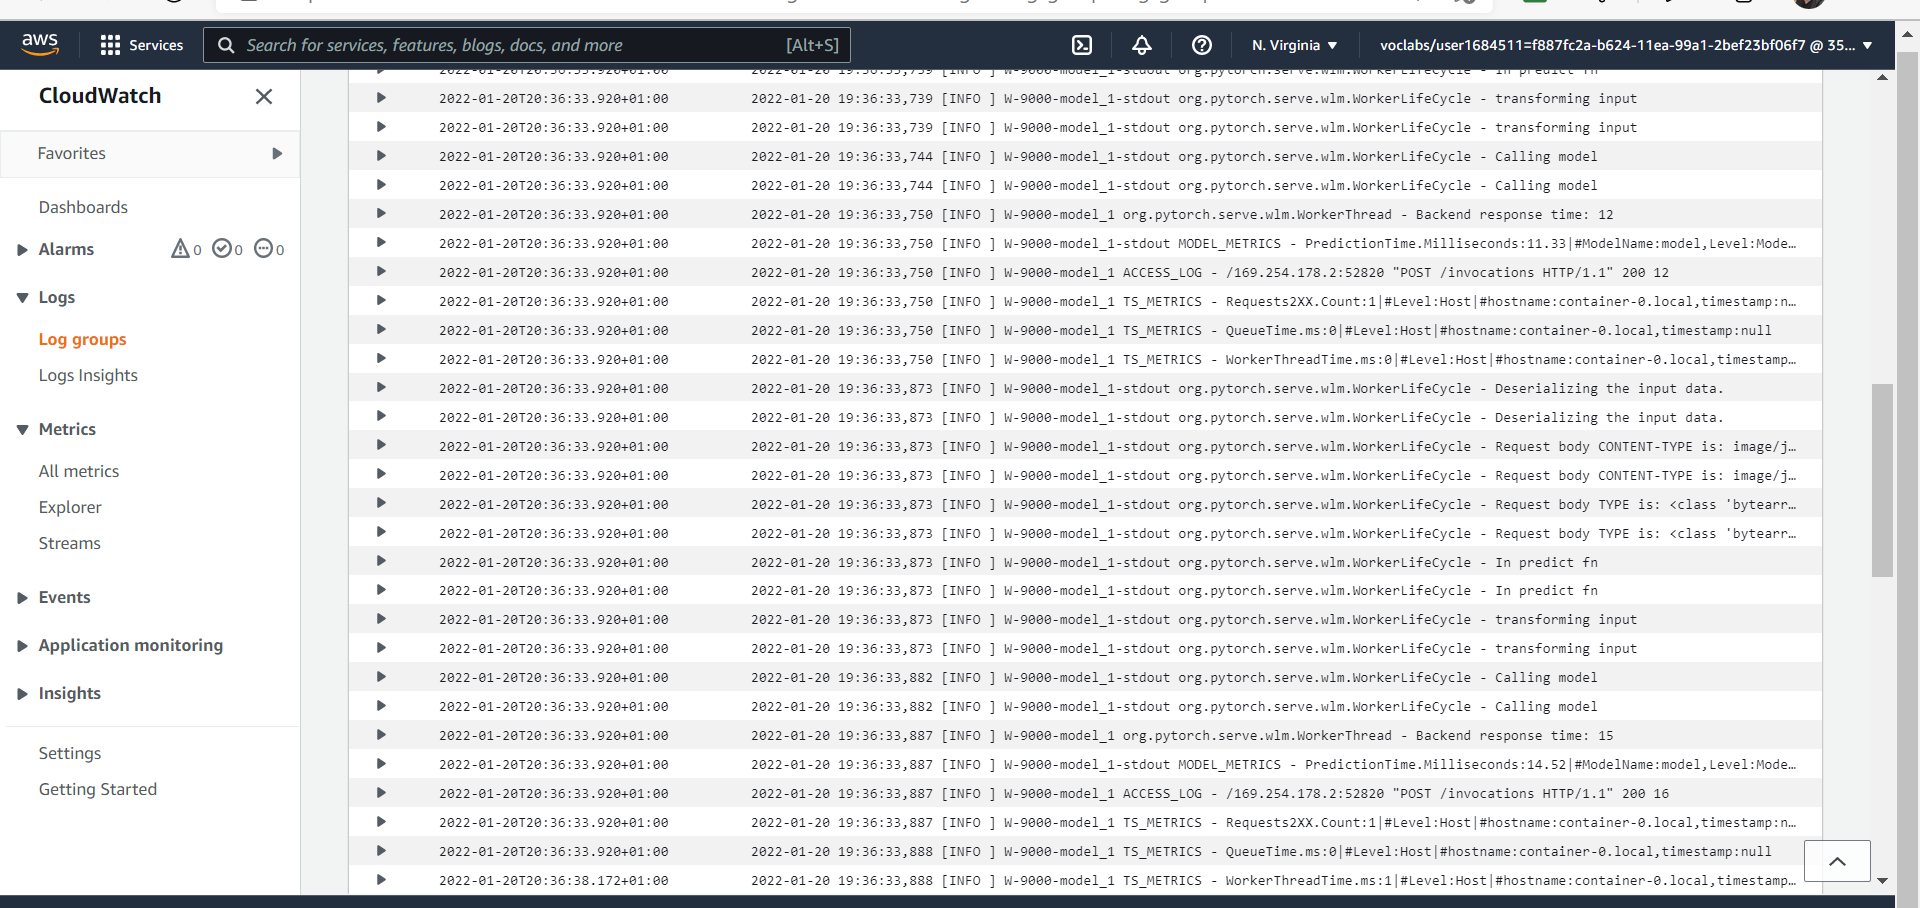 aws
Services
Search for services, features, blogs, docs, and more
[Alt+S]
N. Virginia
voclabs/user1684511=f887fc2a-b624-11ea-99a1-2bef23bf06f7 @ 35...
CloudWatch
Favorites
Dashboards
Alarms
0
0
0
Logs
Log groups
Logs Insights
Metrics
All metrics
Explorer
Streams
Events
Application monitoring
Insights
Settings
Getting Started
2022-01-20T20:36:33.920+01:00 2022-01-20 19:36:33,739 [INFO ] W-9000-model_1-stdout org.pytorch.serve.wlm.WorkerLifeCycle - In predict fn
2022-01-20T20:36:33.920+01:00 2022-01-20 19:36:33,739 [INFO ] W-9000-model_1-stdout org.pytorch.serve.wlm.WorkerLifeCycle - transforming input
2022-01-20T20:36:33.920+01:00 2022-01-20 19:36:33,739 [INFO ] W-9000-model_1-stdout org.pytorch.serve.wlm.WorkerLifeCycle - transforming input
2022-01-20T20:36:33.920+01:00 2022-01-20 19:36:33,744 [INFO ] W-9000-model_1-stdout org.pytorch.serve.wlm.WorkerLifeCycle - Calling model
2022-01-20T20:36:33.920+01:00 2022-01-20 19:36:33,744 [INFO ] W-9000-model_1-stdout org.pytorch.serve.wlm.WorkerLifeCycle - Calling model
2022-01-20T20:36:33.920+01:00 2022-01-20 19:36:33,750 [INFO ] W-9000-model_1 org.pytorch.serve.wlm.WorkerThread - Backend response time: 12
2022-01-20T20:36:33.920+01:00 2022-01-20 19:36:33,750 [INFO ] W-9000-model_1-stdout MODEL_METRICS - PredictionTime.Milliseconds:11.33|#ModelName:model,Level:Mode…
2022-01-20T20:36:33.920+01:00 2022-01-20 19:36:33,750 [INFO ] W-9000-model_1 ACCESS_LOG - /169.254.178.2:52820 "POST /invocations HTTP/1.1" 200 12
2022-01-20T20:36:33.920+01:00 2022-01-20 19:36:33,750 [INFO ] W-9000-model_1 TS_METRICS - Requests2XX.Count:1|#Level:Host|#hostname:container-0.local,timestamp:n…
2022-01-20T20:36:33.920+01:00 2022-01-20 19:36:33,750 [INFO ] W-9000-model_1 TS_METRICS - QueueTime.ms:0|#Level:Host|#hostname:container-0.local,timestamp:null
2022-01-20T20:36:33.920+01:00 2022-01-20 19:36:33,750 [INFO ] W-9000-model_1 TS_METRICS - WorkerThreadTime.ms:0|#Level:Host|#hostname:container-0.local,timestamp…
2022-01-20T20:36:33.920+01:00 2022-01-20 19:36:33,873 [INFO ] W-9000-model_1-stdout org.pytorch.serve.wlm.WorkerLifeCycle - Deserializing the input data.
2022-01-20T20:36:33.920+01:00 2022-01-20 19:36:33,873 [INFO ] W-9000-model_1-stdout org.pytorch.serve.wlm.WorkerLifeCycle - Deserializing the input data.
2022-01-20T20:36:33.920+01:00 2022-01-20 19:36:33,873 [INFO ] W-9000-model_1-stdout org.pytorch.serve.wlm.WorkerLifeCycle - Request body CONTENT-TYPE is: image/j…
2022-01-20T20:36:33.920+01:00 2022-01-20 19:36:33,873 [INFO ] W-9000-model_1-stdout org.pytorch.serve.wlm.WorkerLifeCycle - Request body CONTENT-TYPE is: image/j…
2022-01-20T20:36:33.920+01:00 2022-01-20 19:36:33,873 [INFO ] W-9000-model_1-stdout org.pytorch.serve.wlm.WorkerLifeCycle - Request body TYPE is: <class 'bytearr…
2022-01-20T20:36:33.920+01:00 2022-01-20 19:36:33,873 [INFO ] W-9000-model_1-stdout org.pytorch.serve.wlm.WorkerLifeCycle - Request body TYPE is: <class 'bytearr…
2022-01-20T20:36:33.920+01:00 2022-01-20 19:36:33,873 [INFO ] W-9000-model_1-stdout org.pytorch.serve.wlm.WorkerLifeCycle - In predict fn
2022-01-20T20:36:33.920+01:00 2022-01-20 19:36:33,873 [INFO ] W-9000-model_1-stdout org.pytorch.serve.wlm.WorkerLifeCycle - In predict fn
2022-01-20T20:36:33.920+01:00 2022-01-20 19:36:33,873 [INFO ] W-9000-model_1-stdout org.pytorch.serve.wlm.WorkerLifeCycle - transforming input
2022-01-20T20:36:33.920+01:00 2022-01-20 19:36:33,873 [INFO ] W-9000-model_1-stdout org.pytorch.serve.wlm.WorkerLifeCycle - transforming input
2022-01-20T20:36:33.920+01:00 2022-01-20 19:36:33,882 [INFO ] W-9000-model_1-stdout org.pytorch.serve.wlm.WorkerLifeCycle - Calling model
2022-01-20T20:36:33.920+01:00 2022-01-20 19:36:33,882 [INFO ] W-9000-model_1-stdout org.pytorch.serve.wlm.WorkerLifeCycle - Calling model
2022-01-20T20:36:33.920+01:00 2022-01-20 19:36:33,887 [INFO ] W-9000-model_1 org.pytorch.serve.wlm.WorkerThread - Backend response time: 15
2022-01-20T20:36:33.920+01:00 2022-01-20 19:36:33,887 [INFO ] W-9000-model_1-stdout MODEL_METRICS - PredictionTime.Milliseconds:14.52|#ModelName:model,Level:Mode…
2022-01-20T20:36:33.920+01:00 2022-01-20 19:36:33,887 [INFO ] W-9000-model_1 ACCESS_LOG - /169.254.178.2:52820 "POST /invocations HTTP/1.1" 200 16
2022-01-20T20:36:33.920+01:00 2022-01-20 19:36:33,887 [INFO ] W-9000-model_1 TS_METRICS - Requests2XX.Count:1|#Level:Host|#hostname:container-0.local,timestamp:n…
2022-01-20T20:36:33.920+01:00 2022-01-20 19:36:33,888 [INFO ] W-9000-model_1 TS_METRICS - QueueTime.ms:0|#Level:Host|#hostname:container-0.local,timestamp:null
2022-01-20T20:36:38.172+01:00 2022-01-20 19:36:33,888 [INFO ] W-9000-model_1 TS_METRICS - WorkerThreadTime.ms:1|#Level:Host|#hostname:container-0.local,timestamp…